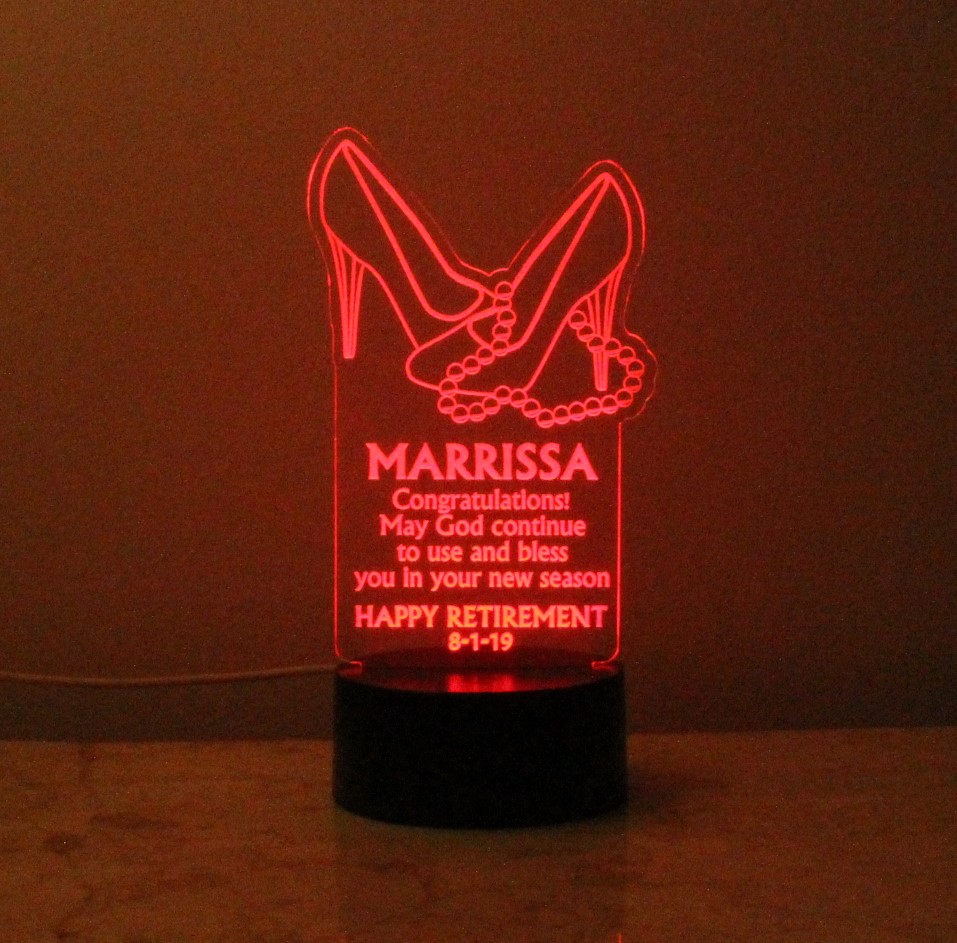 MARRISSA
Congratulations!
May God continue
to use and bless
you in your new season
HAPPY RETIREMENT
8-1-19